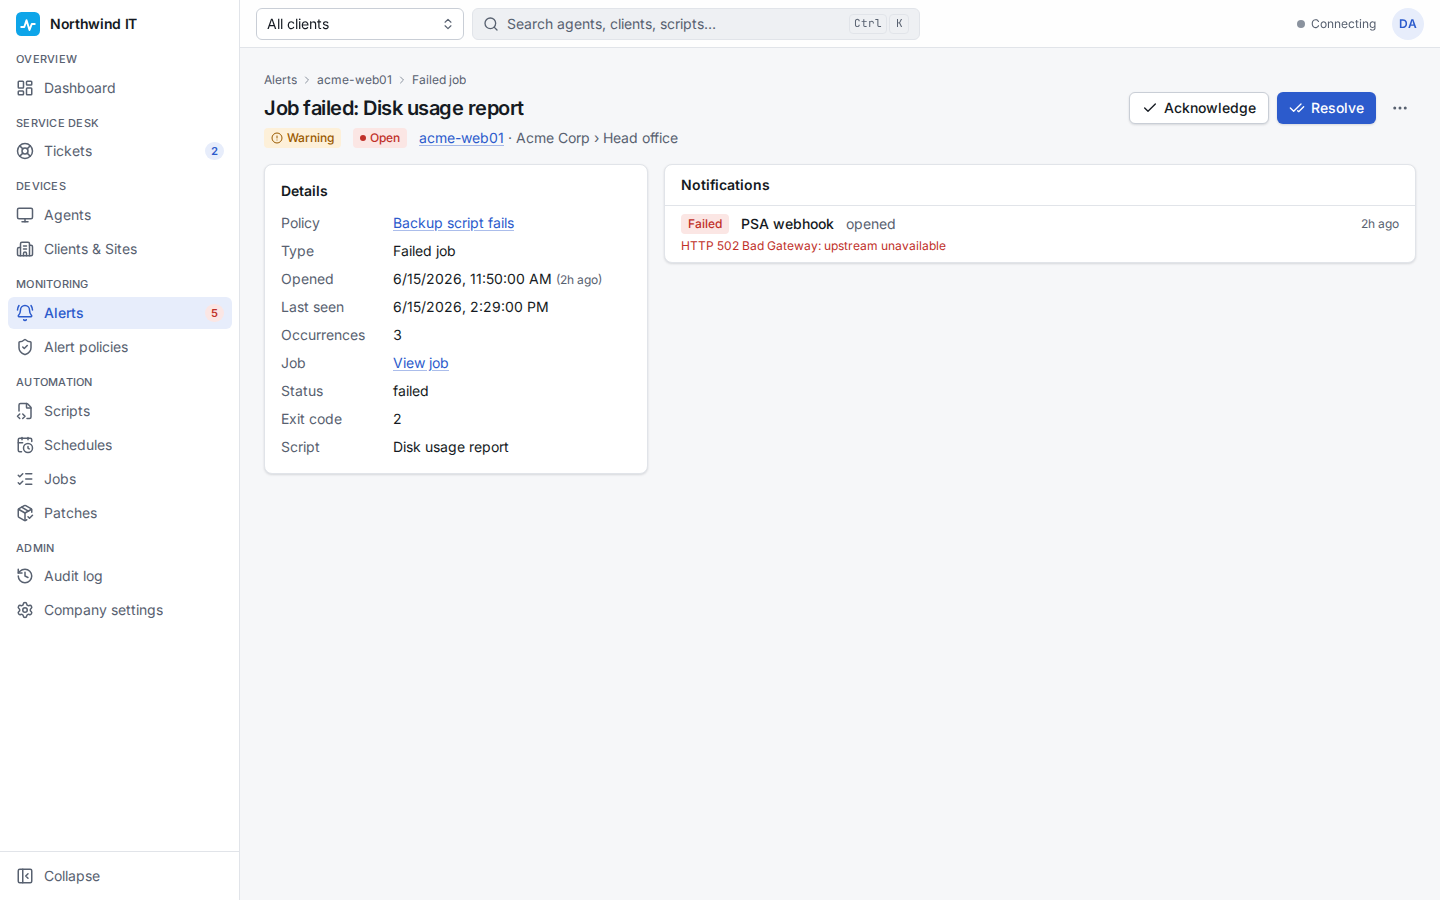 Northwind IT
OVERVIEW
Dashboard
SERVICE DESK
Tickets 2
DEVICES
Agents
Clients & Sites
MONITORING
Alerts 5
Alert policies
AUTOMATION
Scripts
Schedules
Jobs
Patches
ADMIN
Audit log
Company settings
Collapse
All clients
Search agents, clients, scripts... Ctrl K
Connecting
DA
Alerts › acme-web01 › Failed job
Job failed: Disk usage report
Acknowledge
Resolve
Warning Open acme-web01 · Acme Corp › Head office
Details
Policy Backup script fails
Type Failed job
Opened 6/15/2026, 11:50:00 AM (2h ago)
Last seen 6/15/2026, 2:29:00 PM
Occurrences 3
Job View job
Status failed
Exit code 2
Script Disk usage report
Notifications
Failed PSA webhook opened 2h ago
HTTP 502 Bad Gateway: upstream unavailable